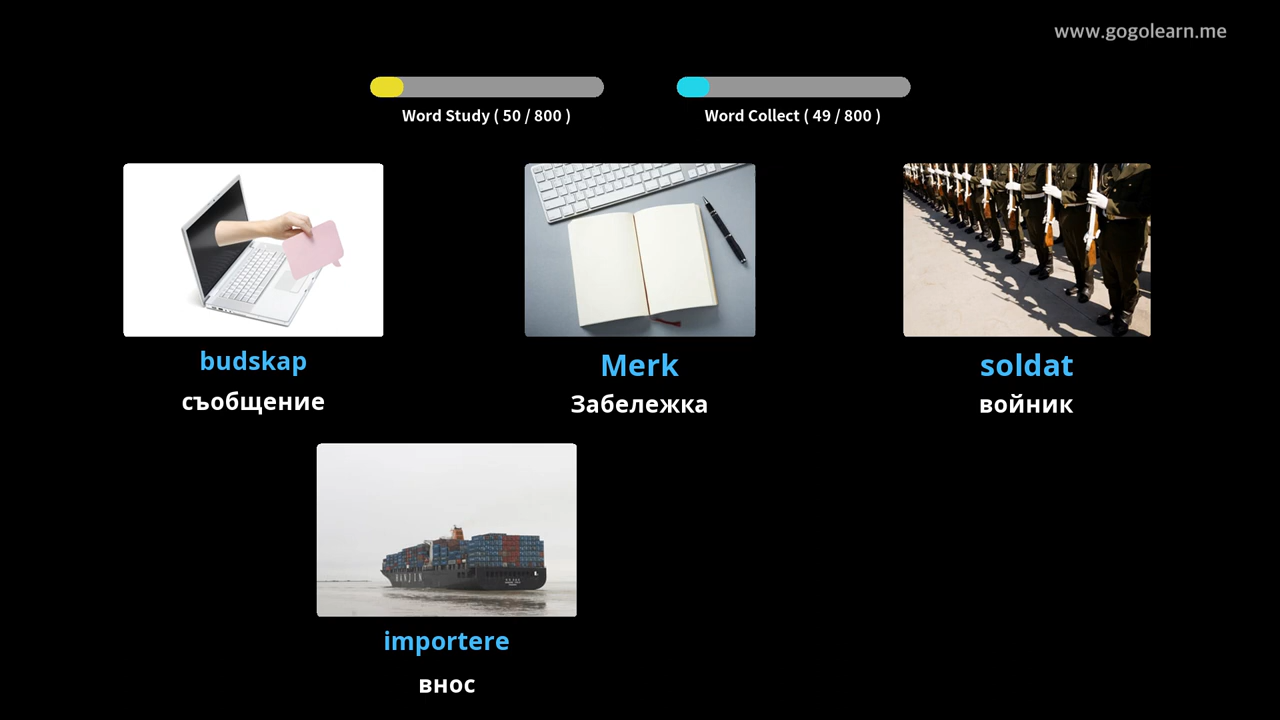 www.gogolearn.me
Word Study ( 50 / 800 )
Word Collect ( 49 / 800 )
budskap
съобщение
Merk
Забележка
soldat
войник
HANJIN
importere
внос